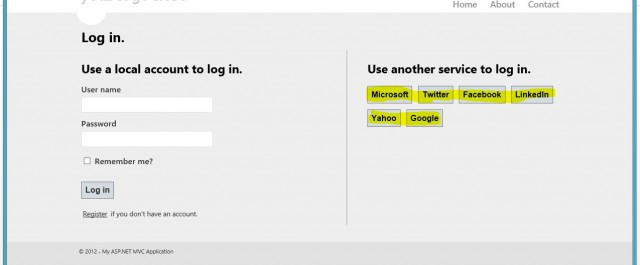 Home About Contact
Log in.
Use a local account to log in.
User name
Password
Remember me?
Log in
Register if you don't have an account.
Use another service to log in.
Microsoft Twitter Facebook LinkedIn
Yahoo Google
© 2012 - My ASP.NET MVC Application